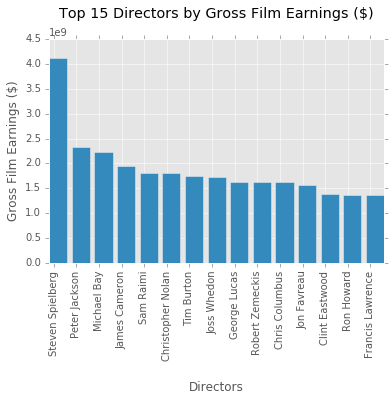 Top 15 Directors by Gross Film Earnings ($)
1e9
4.5
4.0
3.5
3.0
2.5
2.0
1.5
1.0
0.5
0.0
Gross Film Earnings ($)
Steven Spielberg
Peter Jackson
Michael Bay
James Cameron
Sam Raimi
Christopher Nolan
Tim Burton
Joss Whedon
George Lucas
Robert Zemeckis
Chris Columbus
Jon Favreau
Clint Eastwood
Ron Howard
Francis Lawrence
Directors